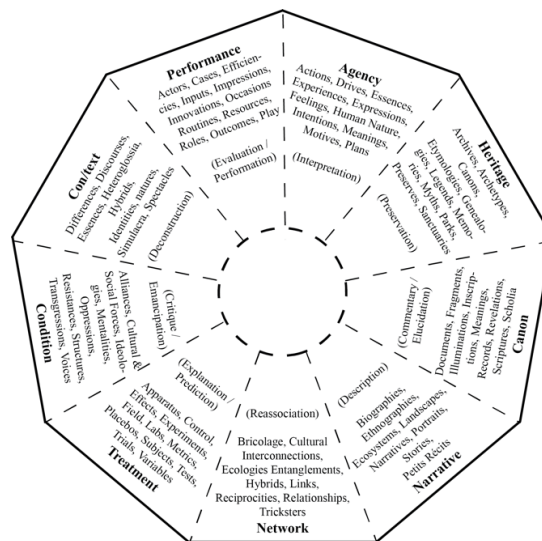 Performance
Actors, Cases, Efficien-
cies, Inputs, Impressions,
Innovations, Occasions
Routines, Resources,
Roles, Outcomes, Play
(Evaluation /
Performation)
Agency
Actions, Drives, Essences,
Experiences, Expressions,
Feelings, Human Nature,
Intentions, Meanings,
Motives, Plans
(Interpretation)
Heritage
Archives, Archetypes,
Canons,
Etymologies, Genealo-
gies, Legends, Memo-
ries, Myths, Parks,
Preserves, Sanctuaries
(Preservation)
Canon
Documents, Fragments,
Illuminations, Inscrip-
tions, Meanings,
Records, Revelations,
Scriptures, Scholia
(Commentary /
Elucidation)
(Description)
Biographies,
Ethnographies,
Ecosystems, Landscapes,
Narratives, Portraits,
Stories,
Petits Récits
Narrative
(Reassociation)
Bricolage, Cultural
Interconnections,
Ecologies Entanglements,
Hybrids, Links,
Reciprocities, Relationships,
Tricksters
Network
(Explanation /
Prediction)
Apparatus, Control,
Effects, Experiments,
Field, Labs, Metrics,
Placebos, Subjects, Tests,
Trials, Variables
Treatment
(Critique /
Emancipation)
Alliances, Cultural &
Social Forces, Ideolo-
gies, Mentalities,
Oppressions,
Resistances, Structures,
Transgressions, Voices
Condition
Con/text
Differences, Discourses,
Essences, Heteroglossia,
Hybrids,
Identities, natures,
Simulacra, Spectacles
(Deconstruction)